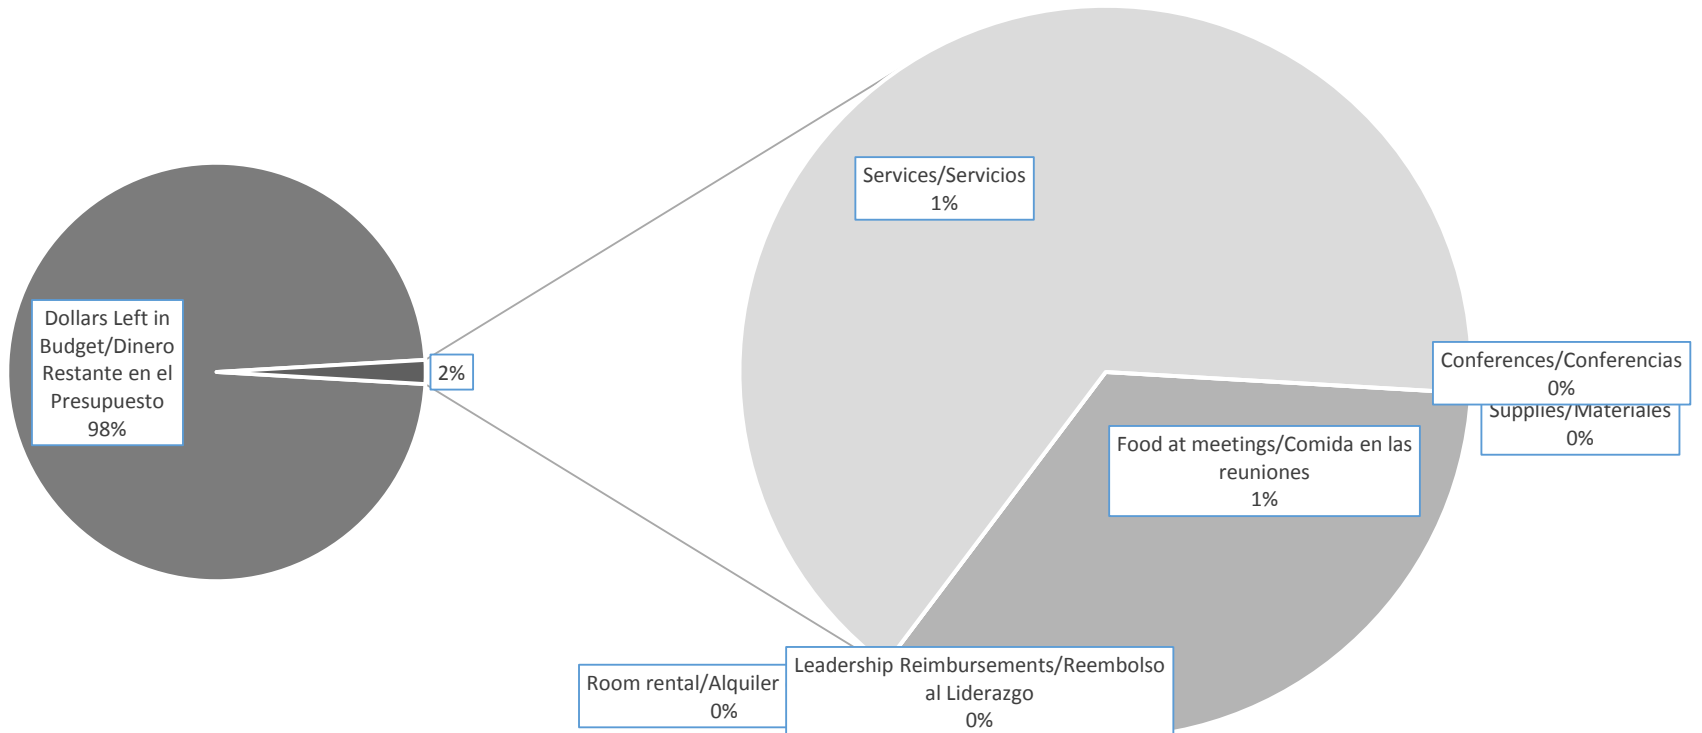 Dollars Left in
Budget/Dinero
Restante en el
Presupuesto
98%
2%
Services/Servicios
1%
Conferences/Conferencias
0%
Supplies/Materiales
0%
Food at meetings/Comida en las
reuniones
1%
Room rental/Alquiler
0%
Leadership Reimbursements/Reembolso
al Liderazgo
0%